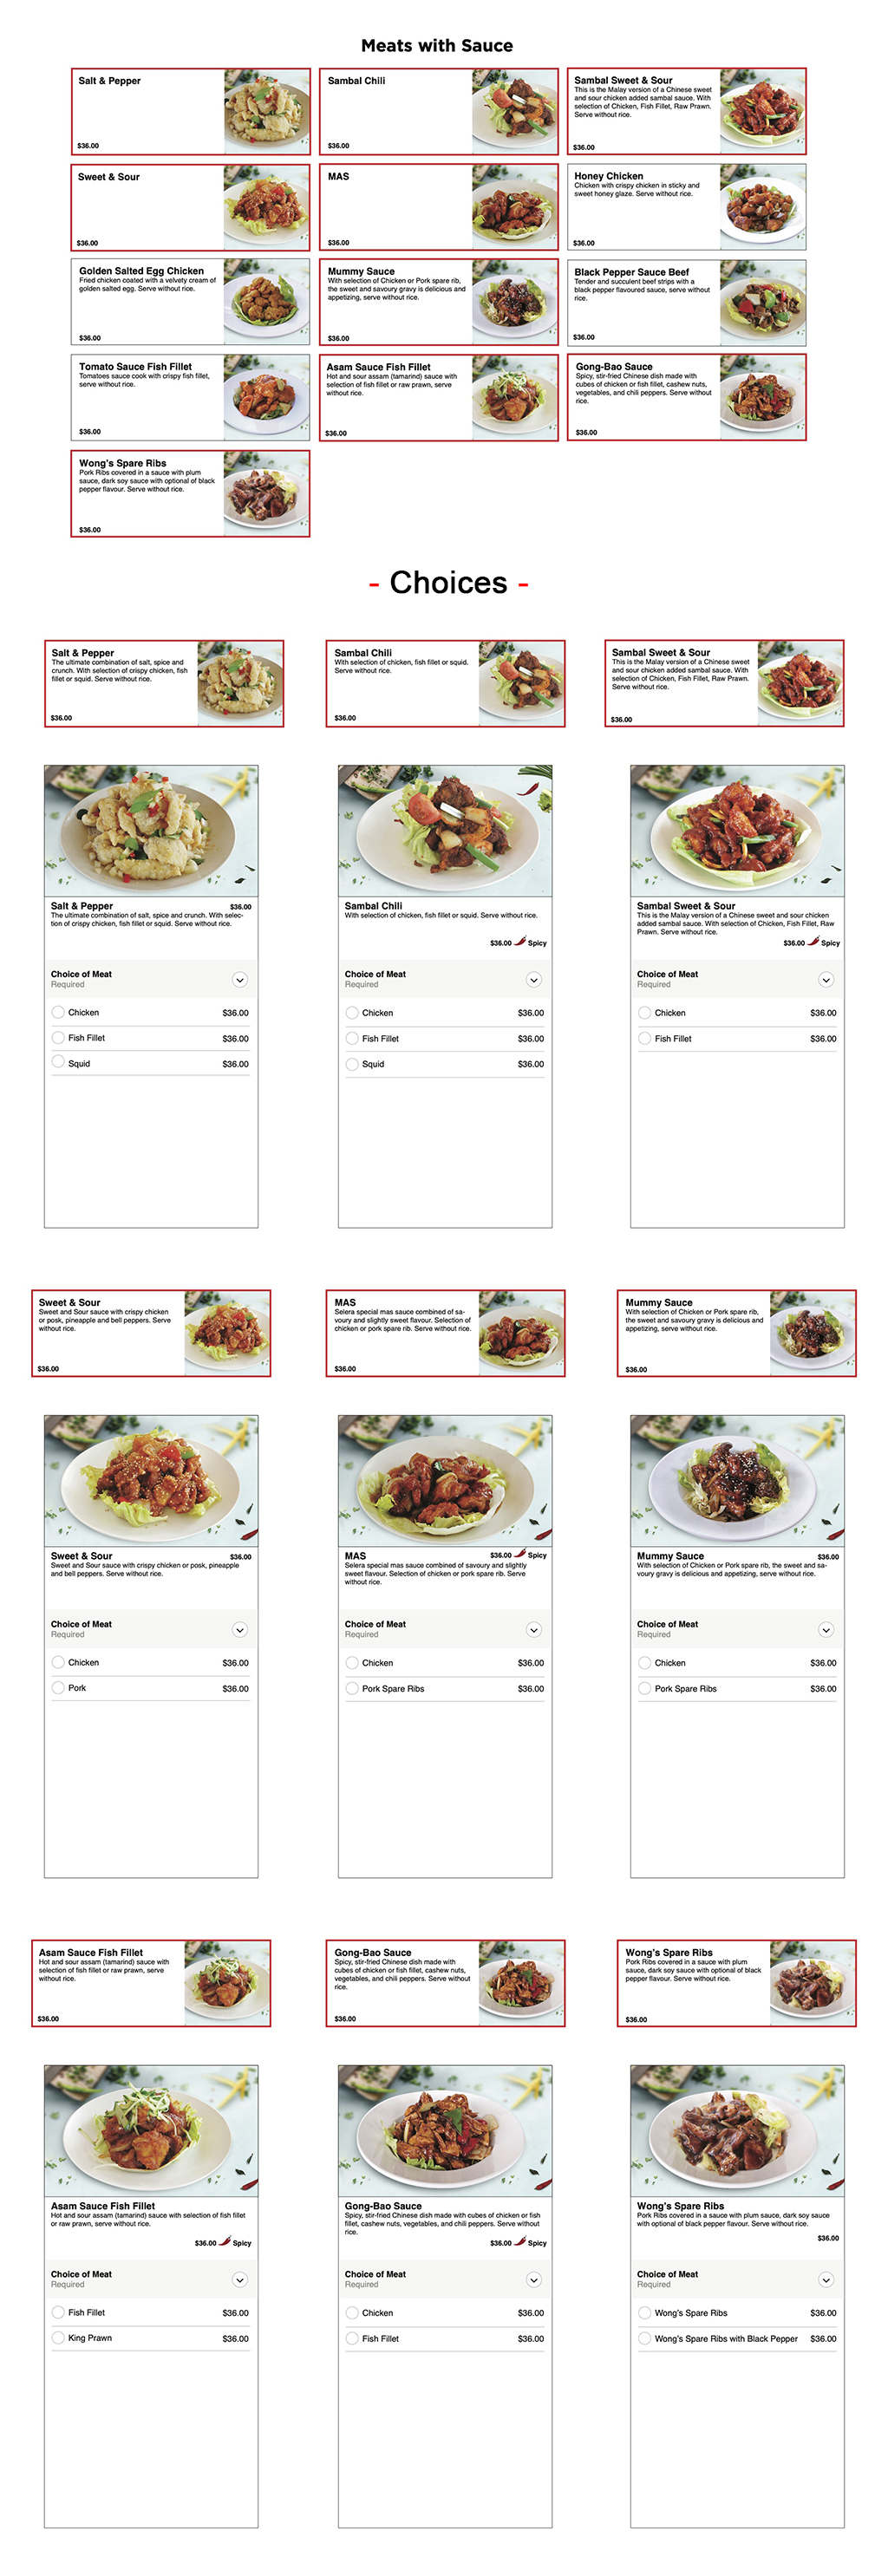 Meats with Sauce
Salt & Pepper
$36.00
Sambal Chili
$36.00
Sambal Sweet & Sour
This is the Malay version of a Chinese sweet
and sour chicken added sambal sauce. With
selection of Chicken, Fish Fillet, Raw Prawn.
Serve without rice.
$36.00
Sweet & Sour
$36.00
MAS
$36.00
Honey Chicken
Chicken with crispy chicken in sticky and
sweet honey glaze. Serve without rice.
$36.00
Golden Salted Egg Chicken
Fried chicken coated with a velvety cream of
golden salted egg. Serve without rice.
$36.00
Mummy Sauce
With selection of Chicken or Pork spare rib,
the sweet and savoury gravy is delicious and
appetizing, serve without rice.
$36.00
Black Pepper Sauce Beef
Tender and succulent beef strips with a
black pepper flavoured sauce, serve without
rice.
$36.00
Tomato Sauce Fish Fillet
Tomatoes sauce cook with crispy fish fillet,
serve without rice.
$36.00
Asam Sauce Fish Fillet
Hot and sour assam (tamarind) sauce with
selection of fish fillet or raw prawn, serve
without rice.
$36.00
Gong-Bao Sauce
Spicy, stir-fried Chinese dish made with
cubes of chicken or fish fillet, cashew nuts,
vegetables, and chili peppers. Serve without
rice.
$36.00
Wong's Spare Ribs
Pork Ribs covered in a sauce with plum
sauce, dark soy sauce with optional of black
pepper flavour. Serve without rice.
$36.00
- Choices -
Salt & Pepper
The ultimate combination of salt, spice and
crunch. With selection of crispy chicken, fish
fillet or squid. Serve without rice.
$36.00
Sambal Chili
With selection of chicken, fish fillet or squid.
Serve without rice.
$36.00
Sambal Sweet & Sour
This is the Malay version of a Chinese sweet
and sour chicken added sambal sauce. With
selection of Chicken, Fish Fillet, Raw Prawn.
Serve without rice.
$36.00
Salt & Pepper $36.00
The ultimate combination of salt, spice and crunch. With selec-
tion of crispy chicken, fish fillet or squid. Serve without rice.
Choice of Meat
Required
Chicken $36.00
Fish Fillet $36.00
Squid $36.00
Sambal Chili
With selection of chicken, fish fillet or squid. Serve without rice.
$36.00 Spicy
Choice of Meat
Required
Chicken $36.00
Fish Fillet $36.00
Squid $36.00
Sambal Sweet & Sour
This is the Malay version of a Chinese sweet and sour chicken
added sambal sauce. With selection of Chicken, Fish Fillet, Raw
Prawn. Serve without rice.
$36.00 Spicy
Choice of Meat
Required
Chicken $36.00
Fish Fillet $36.00
Sweet & Sour
Sweet and Sour sauce with crispy chicken
or posk, pineapple and bell peppers. Serve
without rice.
$36.00
MAS
Selera special mas sauce combined of sa-
voury and slightly sweet flavour. Selection of
chicken or pork spare rib. Serve without rice.
$36.00
Mummy Sauce
With selection of Chicken or Pork spare rib,
the sweet and savoury gravy is delicious and
appetizing, serve without rice.
$36.00
Sweet & Sour $36.00
Sweet and Sour sauce with crispy chicken or posk, pineapple
and bell peppers. Serve without rice.
Choice of Meat
Required
Chicken $36.00
Pork $36.00
MAS $36.00 Spicy
Selera special mas sauce combined of savoury and slightly
sweet flavour. Selection of chicken or pork spare rib. Serve
without rice.
Choice of Meat
Required
Chicken $36.00
Pork Spare Ribs $36.00
Mummy Sauce $36.00
With selection of Chicken or Pork spare rib, the sweet and sa-
voury gravy is delicious and appetizing, serve without rice.
Choice of Meat
Required
Chicken $36.00
Pork Spare Ribs $36.00
Asam Sauce Fish Fillet
Hot and sour assam (tamarind) sauce with
selection of fish fillet or raw prawn, serve
without rice.
$36.00
Gong-Bao Sauce
Spicy, stir-fried Chinese dish made with
cubes of chicken or fish fillet, cashew nuts,
vegetables, and chili peppers. Serve without
rice.
$36.00
Wong's Spare Ribs
Pork Ribs covered in a sauce with plum
sauce, dark soy sauce with optional of black
pepper flavour. Serve without rice.
$36.00
Asam Sauce Fish Fillet
Hot and sour assam (tamarind) sauce with selection of fish fillet
or raw prawn, serve without rice.
$36.00 Spicy
Choice of Meat
Required
Fish Fillet $36.00
King Prawn $36.00
Gong-Bao Sauce
Spicy, stir-fried Chinese dish made with cubes of chicken or fish
fillet, cashew nuts, vegetables, and chili peppers. Serve without
rice.
$36.00 Spicy
Choice of Meat
Required
Chicken $36.00
Fish Fillet $36.00
Wong's Spare Ribs
Pork Ribs covered in a sauce with plum sauce, dark soy sauce
with optional of black pepper flavour. Serve without rice.
$36.00
Choice of Meat
Required
Wong's Spare Ribs $36.00
Wong's Spare Ribs with Black Pepper $36.00